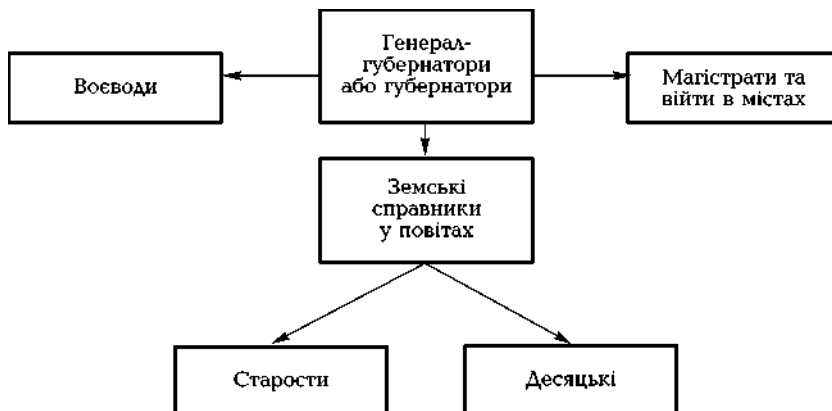 Генерал-
губернатори
або губернатори
Воєводи
Магістрати та
війти в містах
Земські
справники
у повітах
Старости
Десяцькі